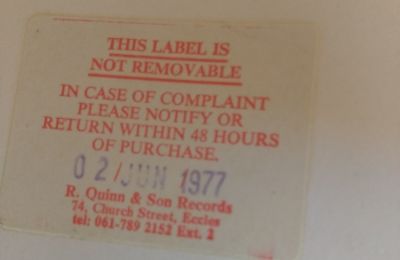 THIS LABEL IS
NOT REMOVABLE
IN CASE OF COMPLAINT
PLEASE NOTIFY OR
RETURN WITHIN 48 HOURS
OF PURCHASE.
02/JUN 1977
R. Quinn & Son Records
74, Church Street, Eccles
tel: 061-789 2152 Ext. 2